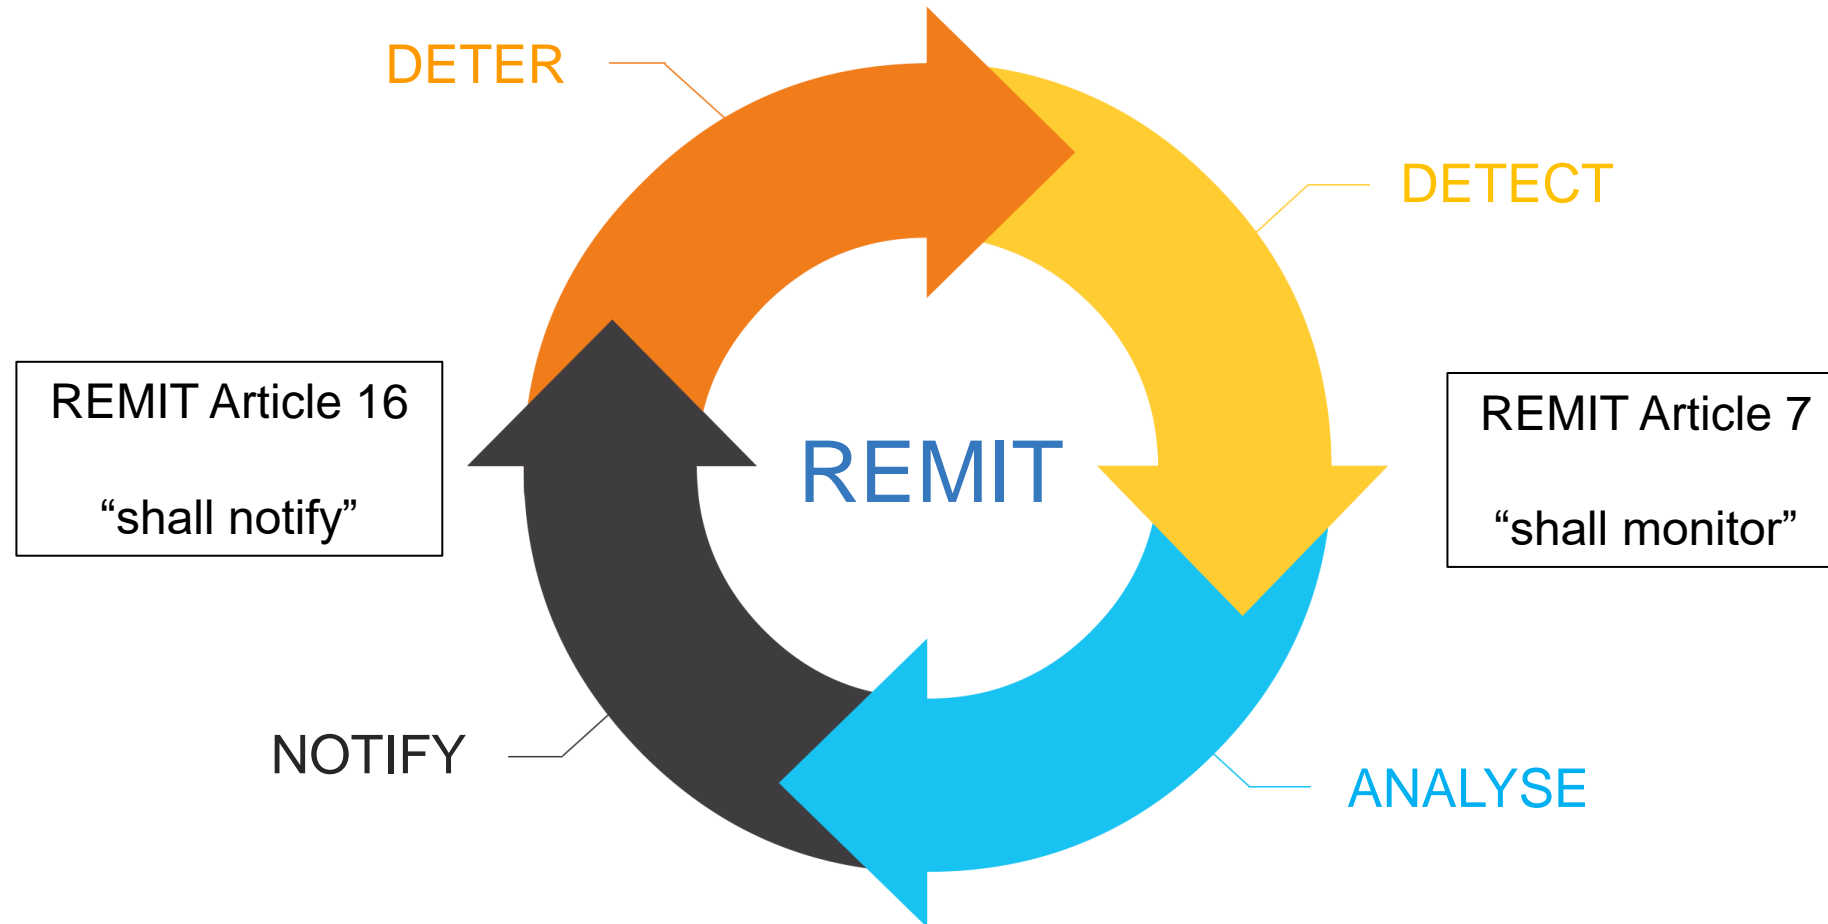 DETER
DETECT
REMIT Article 16
“shall notify”
REMIT
REMIT Article 7
“shall monitor”
NOTIFY
ANALYSE